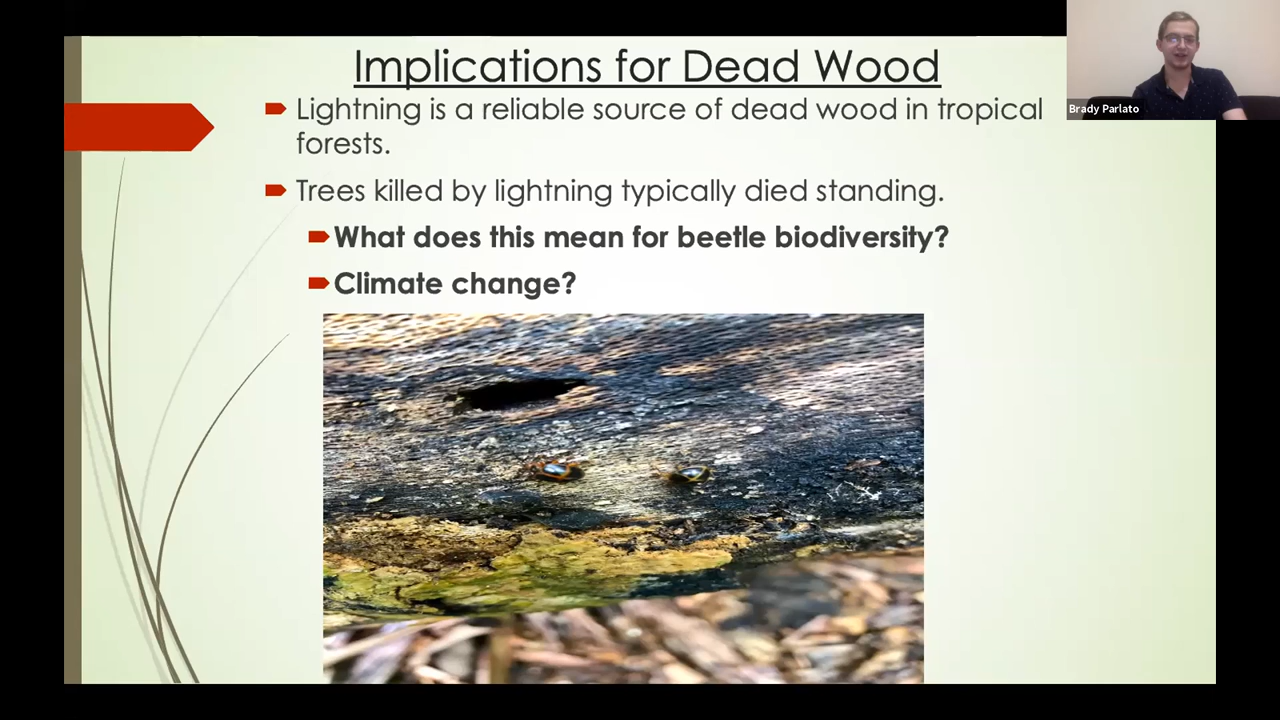 Implications for Dead Wood
Lightning is a reliable source of dead wood in tropical
forests.
Trees killed by lightning typically died standing.
What does this mean for beetle biodiversity?
Climate change?
Brady Parlato